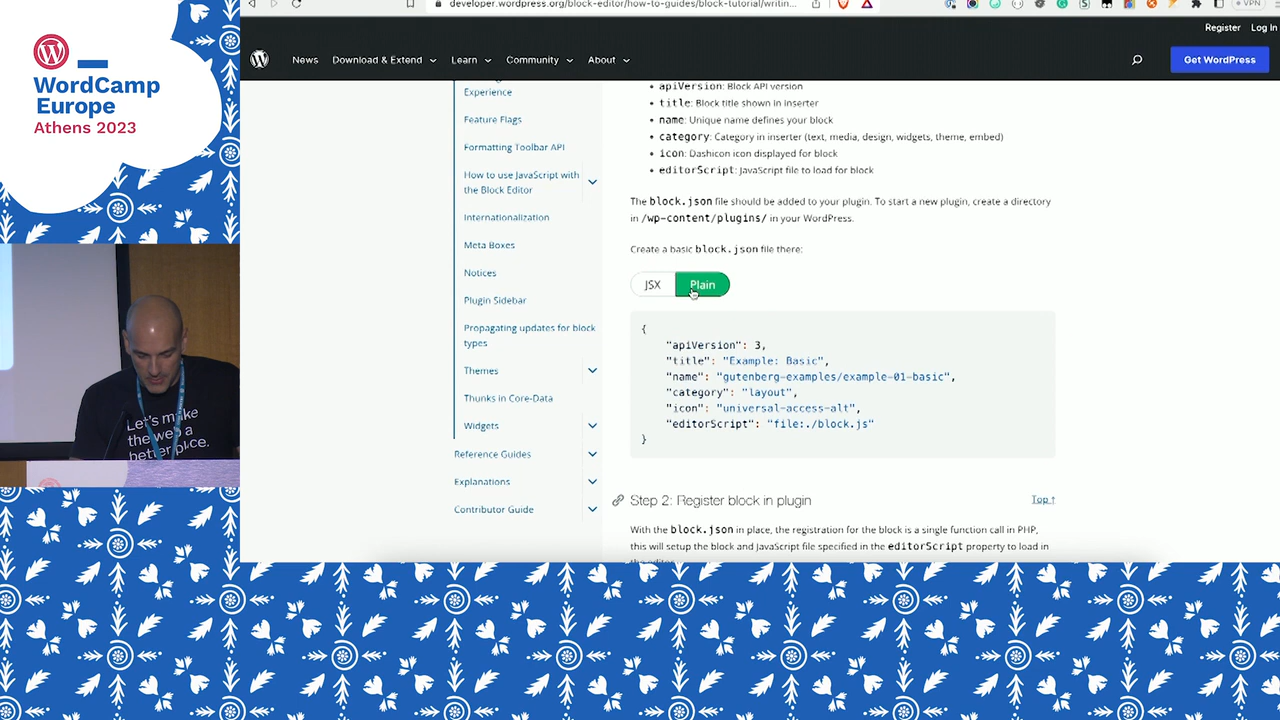 WordCamp
Europe
Athens 2023
Let's make
the web a
better place.
developer.wordpress.org/block-editor/how-to-guides/block-tutorial/writin...
VPN
Register
Log In
News
Download & Extend
Learn
Community
About
Get WordPress
Experience
Feature Flags
Formatting Toolbar API
How to use JavaScript with
the Block Editor
Internationalization
Meta Boxes
Notices
Plugin Sidebar
Propagating updates for block
types
Themes
Thunks in Core-Data
Widgets
Reference Guides
Explanations
Contributor Guide
apiVersion: Block API version
title: Block title shown in inserter
name: Unique name defines your block
category: Category in inserter (text, media, design, widgets, theme, embed)
icon: Dashicon icon displayed for block
editorScript: JavaScript file to load for block
The block.json file should be added to your plugin. To start a new plugin, create a directory
in /wp-content/plugins/ in your WordPress.
Create a basic block.json file there:
JSX
Plain
{
"apiVersion": 3,
"title": "Example: Basic",
"name": "gutenberg-examples/example-01-basic",
"category": "layout",
"icon": "universal-access-alt",
"editorScript": "file:./block.js"
}
Step 2: Register block in plugin
Top ↑
With the block.json in place, the registration for the block is a single function call in PHP,
this will setup the block and JavaScript file specified in the editorScript property to load in